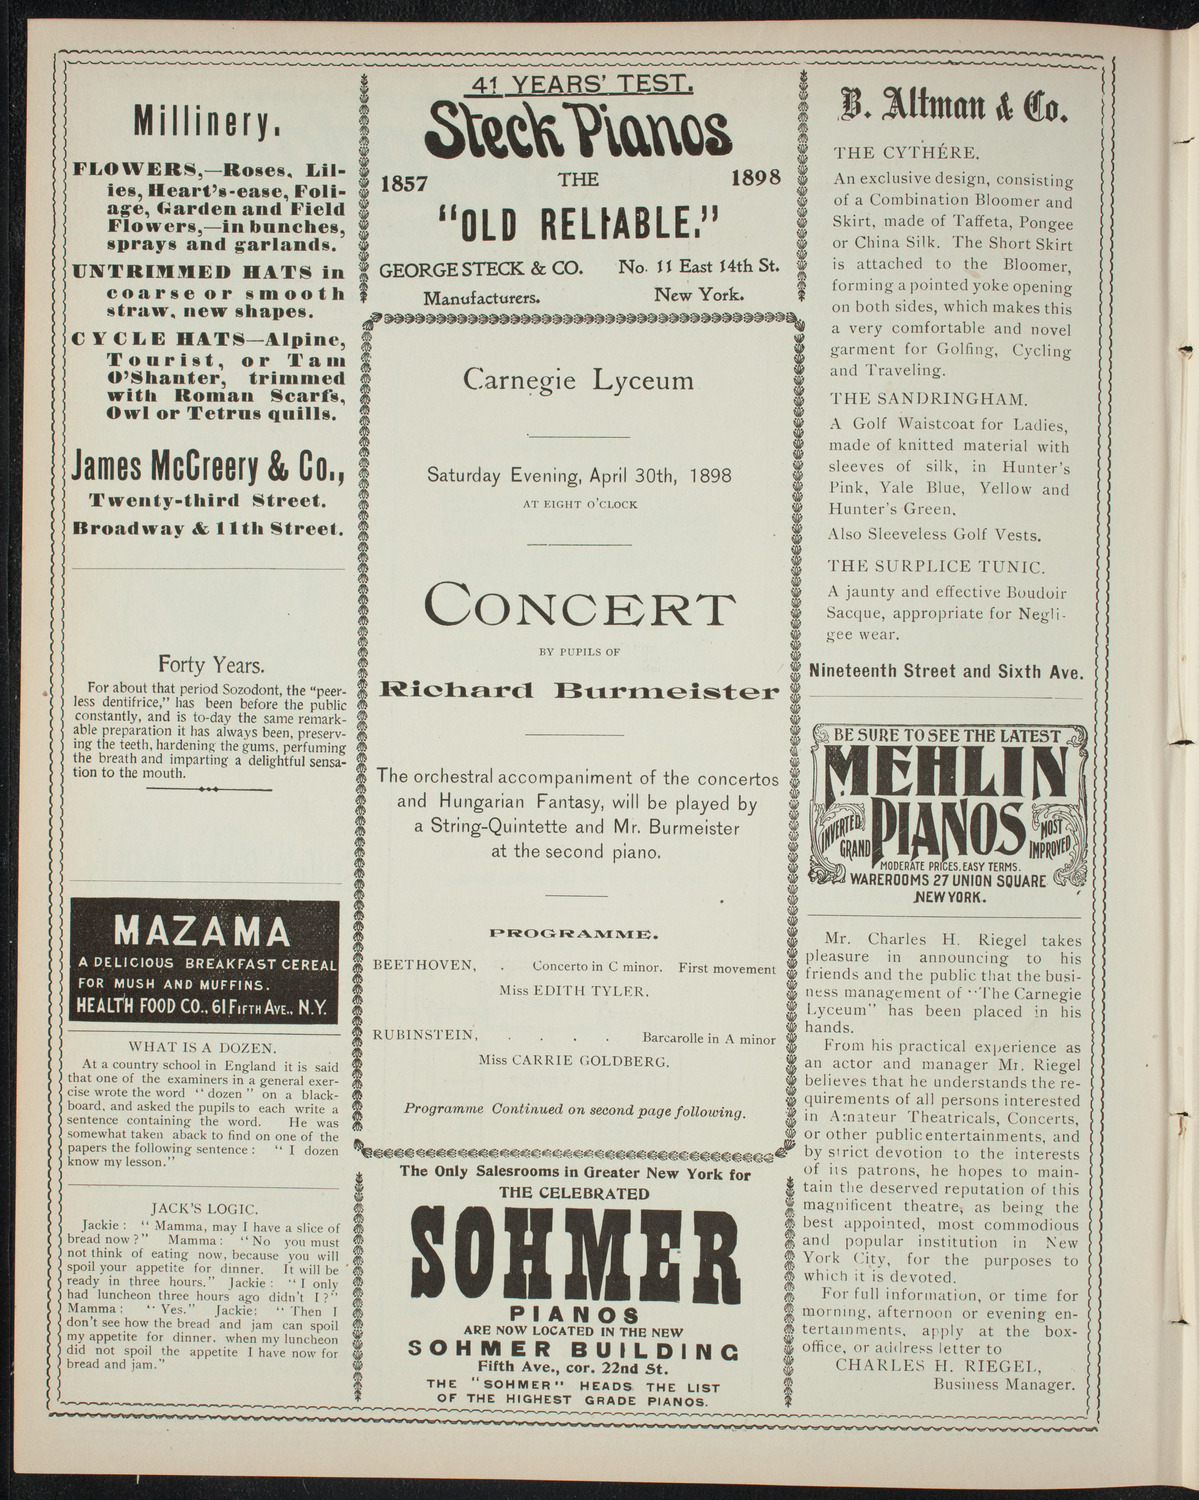 Millinery.
FLOWERS,—Roses, Lil-
ies, Heart's-ease, Foli-
age, Garden and Field
Flowers,—in bunches,
sprays and garlands.
UNTRIMMED HATS in
coarse or smooth
straw, new shapes.
CYCLE HATS—Alpine,
Tourist, or Tam
O'Shanter, trimmed
with Roman Scarfs,
Owl or Tetrus quills.
James McCreery & Co.,
Twenty-third Street.
Broadway & 11th Street.
Forty Years.
For about that period Sozodont, the "peer-
less dentifrice," has been before the public
constantly, and is to-day the same remark-
able preparation it has always been, preserv-
ing the teeth, hardening the gums, perfuming
the breath and imparting a delightful sensa-
tion to the mouth.
MAZAMA
A DELICIOUS BREAKFAST CEREAL
FOR MUSH AND MUFFINS.
HEALTH FOOD CO., 61 FIFTH AVE., N.Y.
WHAT IS A DOZEN.
At a country school in England it is said
that one of the examiners in a general exer-
cise wrote the word "dozen" on a black-
board, and asked the pupils to each write a
sentence containing the word. He was
somewhat taken aback to find on one of the
papers the following sentence: "I dozen
know my lesson."
JACK'S LOGIC.
Jackie: "Mamma, may I have a slice of
bread now?" Mamma: "No you must
not think of eating now, because you will
spoil your appetite for dinner. It will be
ready in three hours." Jackie: "I only
had luncheon three hours ago didn't I?"
Mamma: "Yes." Jackie: "Then I
don't see how the bread and jam can spoil
my appetite for dinner, when my luncheon
did not spoil the appetite I have now for
bread and jam."
41 YEARS' TEST.
Steck Pianos
1857 THE 1898
"OLD RELIABLE."
GEORGE STECK & CO. No. 11 East 14th St.
Manufacturers. New York.
Carnegie Lyceum
Saturday Evening, April 30th, 1898
AT EIGHT O'CLOCK
CONCERT
BY PUPILS OF
Richard Burmeister
The orchestral accompaniment of the concertos
and Hungarian Fantasy, will be played by
a String-Quintette and Mr. Burmeister
at the second piano.
PROGRAMME.
BEETHOVEN, . Concerto in C minor. First movement
Miss EDITH TYLER.
RUBINSTEIN, . . . . Barcarolle in A minor
Miss CARRIE GOLDBERG.
Programme Continued on second page following.
The Only Salesrooms in Greater New York for
THE CELEBRATED
SOHMER
PIANOS
ARE NOW LOCATED IN THE NEW
SOHMER BUILDING
Fifth Ave., cor. 22nd St.
THE "SOHMER" HEADS THE LIST
OF THE HIGHEST GRADE PIANOS.
B. Altman & Co.
THE CYTHÉRE.
An exclusive design, consisting
of a Combination Bloomer and
Skirt, made of Taffeta, Pongee
or China Silk. The Short Skirt
is attached to the Bloomer,
forming a pointed yoke opening
on both sides, which makes this
a very comfortable and novel
garment for Golfing, Cycling
and Traveling.
THE SANDRINGHAM.
A Golf Waistcoat for Ladies,
made of knitted material with
sleeves of silk, in Hunter's
Pink, Yale Blue, Yellow and
Hunter's Green.
Also Sleeveless Golf Vests.
THE SURPLICE TUNIC.
A jaunty and effective Boudoir
Sacque, appropriate for Negli-
gee wear.
Nineteenth Street and Sixth Ave.
BE SURE TO SEE THE LATEST
MEHLIN
INVERTED GRAND PIANOS MOST IMPROVED
MODERATE PRICES. EASY TERMS.
WAREROOMS 27 UNION SQUARE
NEW YORK.
Mr. Charles H. Riegel takes
pleasure in announcing to his
friends and the public that the busi-
ness management of "The Carnegie
Lyceum" has been placed in his
hands.
From his practical experience as
an actor and manager Mr. Riegel
believes that he understands the re-
quirements of all persons interested
in Amateur Theatricals, Concerts,
or other public entertainments, and
by strict devotion to the interests
of its patrons, he hopes to main-
tain the deserved reputation of this
magnificent theatre, as being the
best appointed, most commodious
and popular institution in New
York City, for the purposes to
which it is devoted.
For full information, or time for
morning, afternoon or evening en-
tertainments, apply at the box-
office, or address letter to
CHARLES H. RIEGEL,
Business Manager.